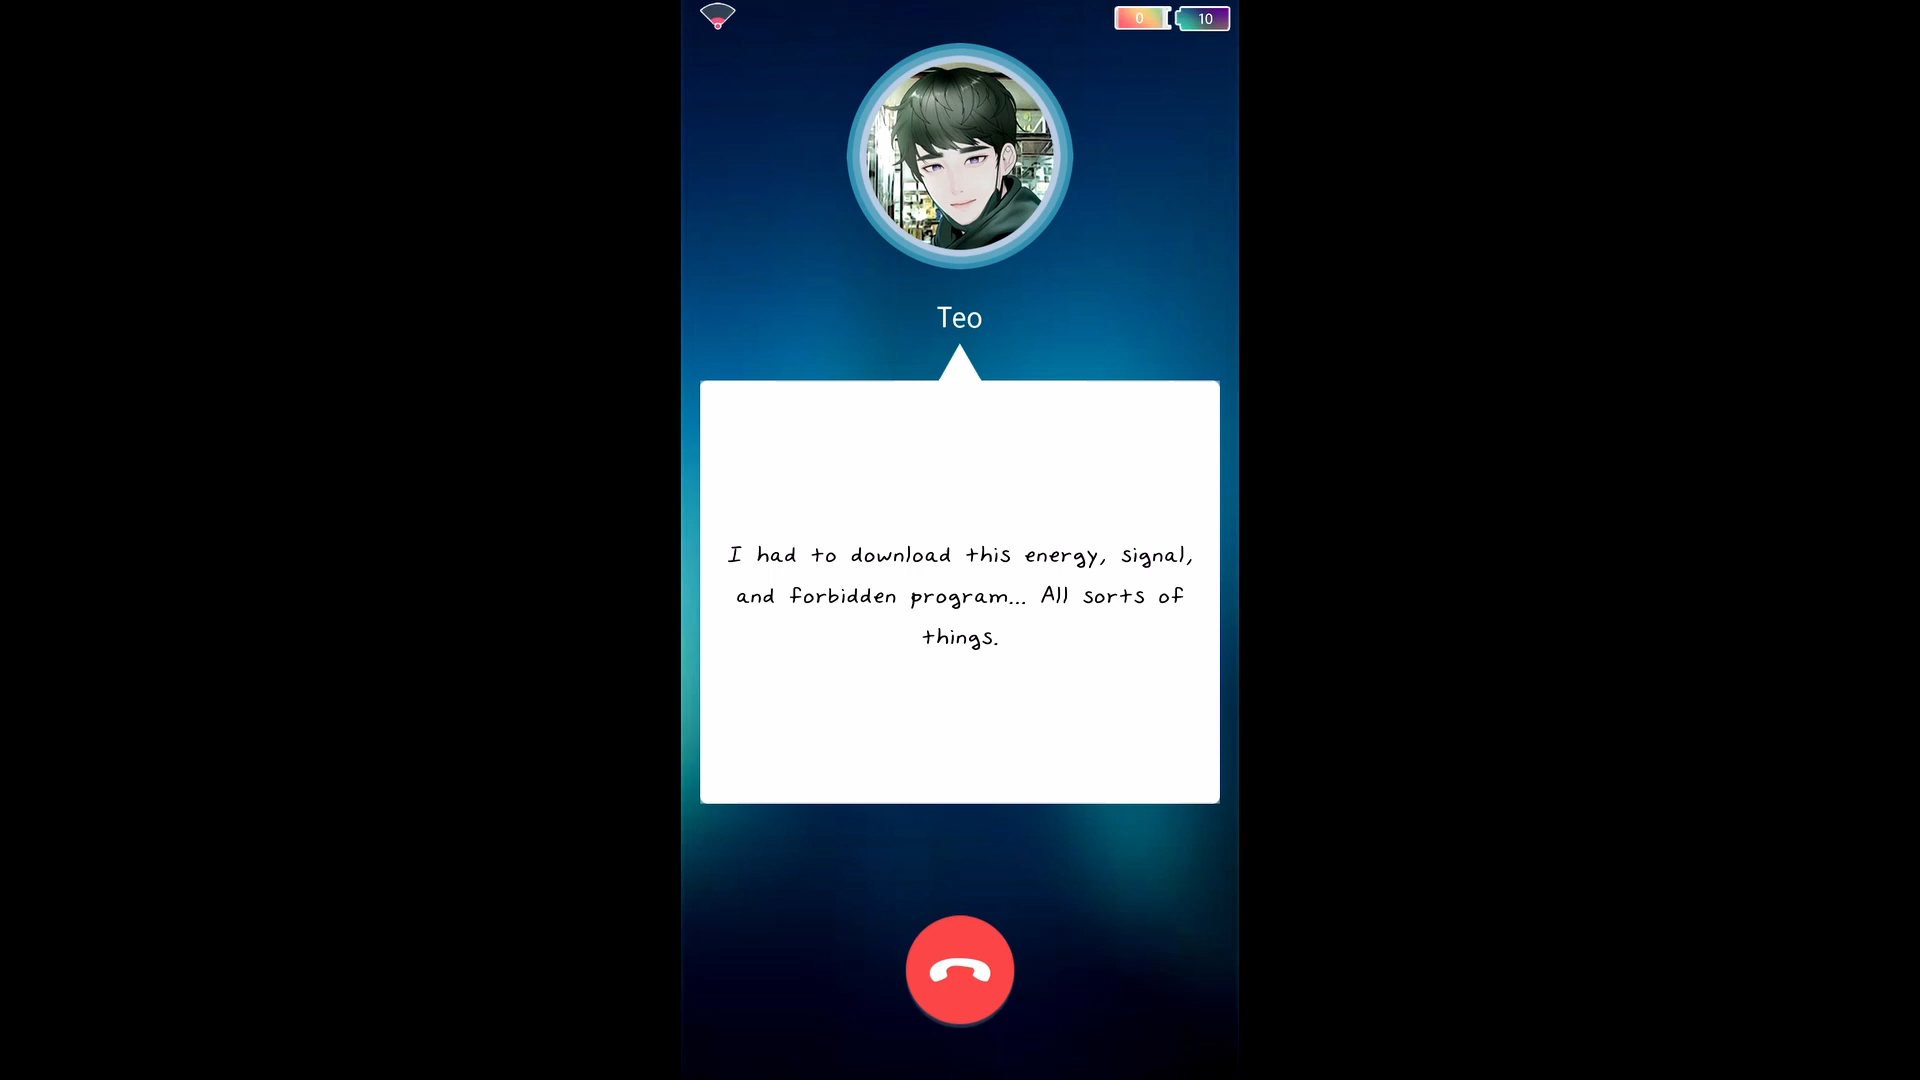 0 10
Teo
I had to download this energy, signal,
and forbidden program... All sorts of
things.